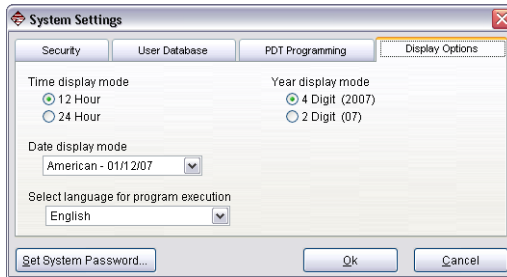 System Settings
Security User Database PDT Programming Display Options
Time display mode Year display mode
12 Hour 4 Digit (2007)
24 Hour 2 Digit (07)
Date display mode
American - 01/12/07
Select language for program execution
English
Set System Password... Ok Cancel